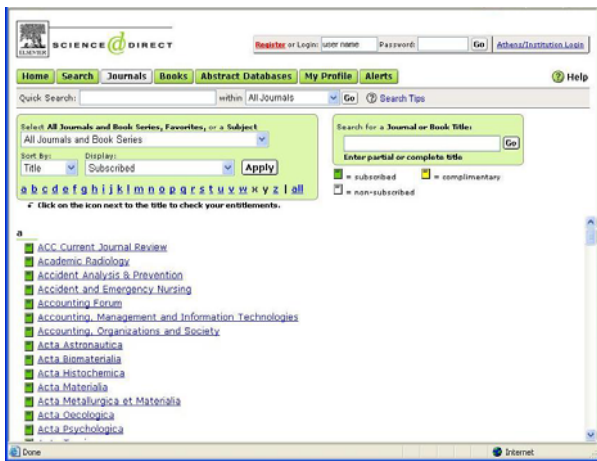 ELSEVIER
SCIENCE @ DIRECT
Register or Login: user name Password: Go Athens/Institution Login
Home Search Journals Books Abstract Databases My Profile Alerts ? Help
Quick Search: within All Journals Go ? Search Tips
Select All Journals and Book Series, Favorites, or a Subject
All Journals and Book Series
Sort By: Display:
Title Subscribed Apply
a b c d e f g h i j k l m n o p q r s t u v w x y z | all
Click on the icon next to the title to check your entitlements.
Search for a Journal or Book Title:
Go
Enter partial or complete title
= subscribed = complimentary
= non-subscribed
a
ACC Current Journal Review
Academic Radiology
Accident Analysis & Prevention
Accident and Emergency Nursing
Accounting Forum
Accounting, Management and Information Technologies
Accounting, Organizations and Society
Acta Astronautica
Acta Biomaterialia
Acta Histochemica
Acta Materialia
Acta Metallurgica et Materialia
Acta Oecologica
Acta Psychologica
Done Internet